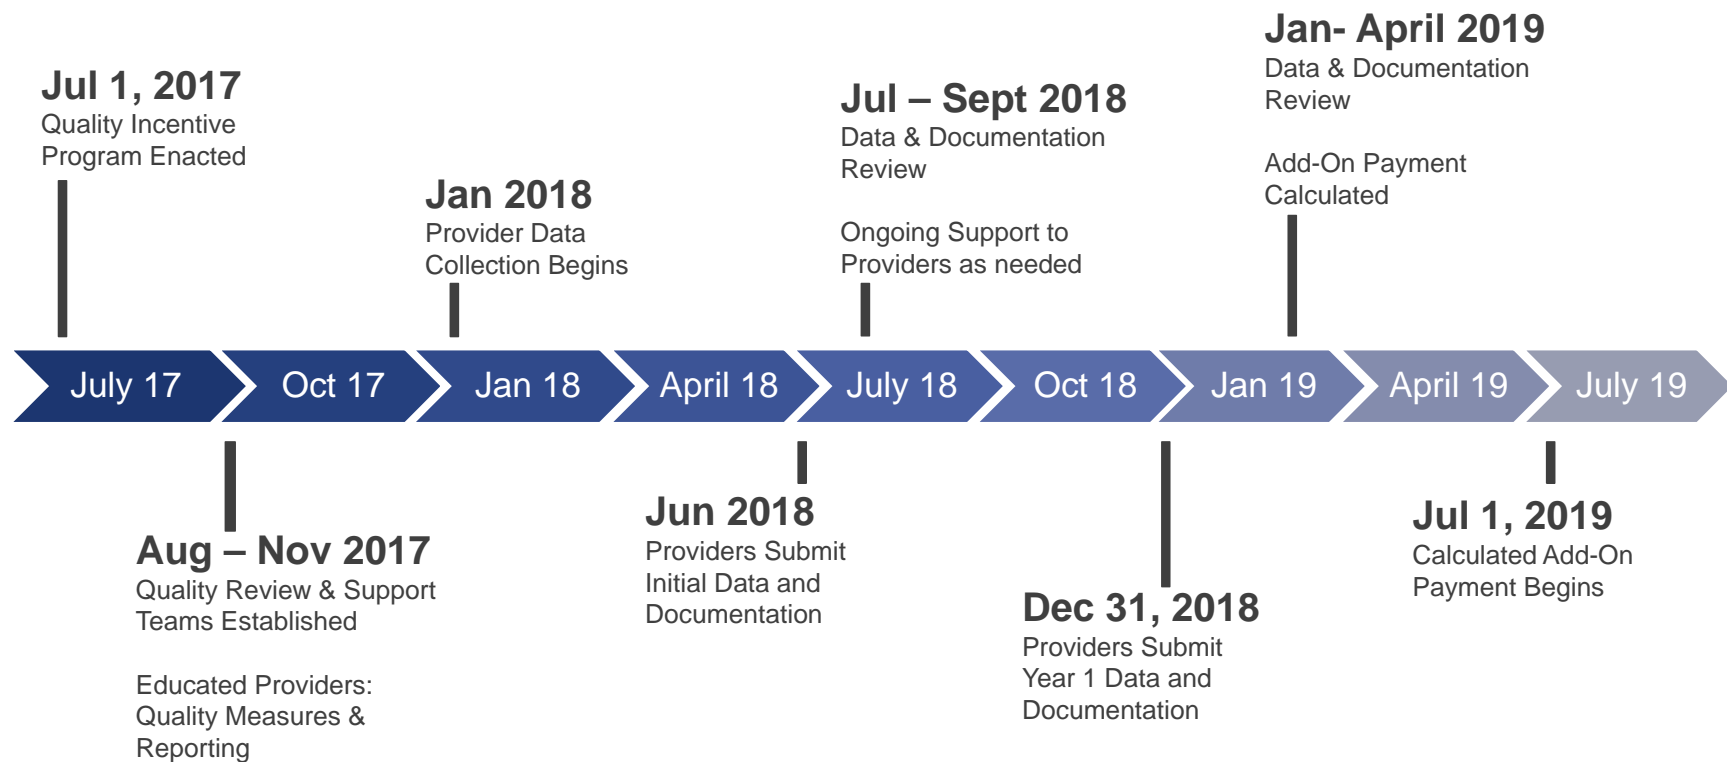 Jul 1, 2017
Quality Incentive
Program Enacted
Jan 2018
Provider Data
Collection Begins
Jul – Sept 2018
Data & Documentation
Review
Ongoing Support to
Providers as needed
Jan- April 2019
Data & Documentation
Review
Add-On Payment
Calculated
July 17
Oct 17
Jan 18
April 18
July 18
Oct 18
Jan 19
April 19
July 19
Aug – Nov 2017
Quality Review & Support
Teams Established
Educated Providers:
Quality Measures &
Reporting
Jun 2018
Providers Submit
Initial Data and
Documentation
Dec 31, 2018
Providers Submit
Year 1 Data and
Documentation
Jul 1, 2019
Calculated Add-On
Payment Begins